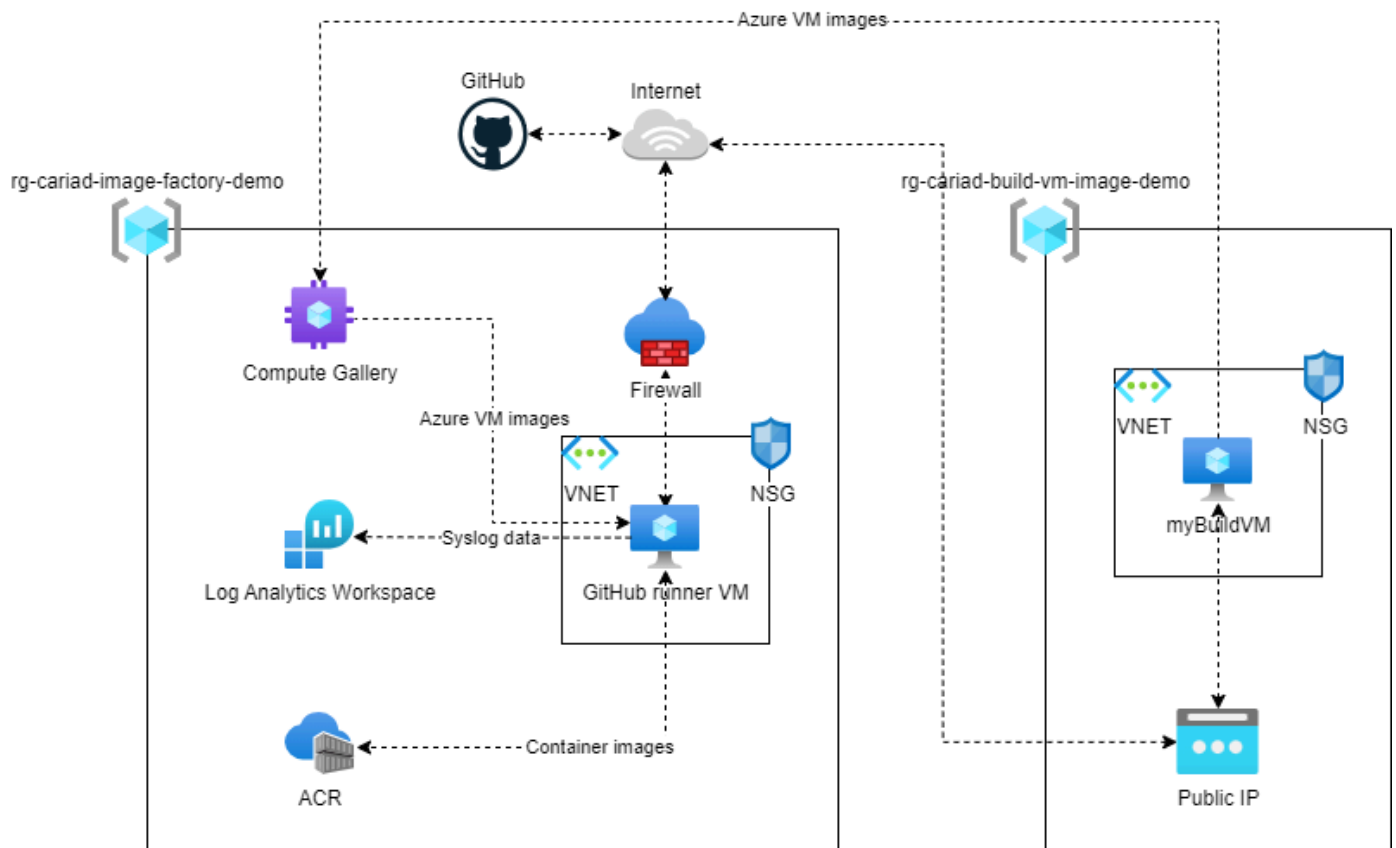 Azure VM images
GitHub
Internet
rg-cariad-image-factory-demo
rg-cariad-build-vm-image-demo
Compute Gallery
Firewall
Azure VM images
VNET
NSG
VNET
NSG
Syslog data
myBuildVM
Log Analytics Workspace
GitHub runner VM
Container images
ACR
Public IP